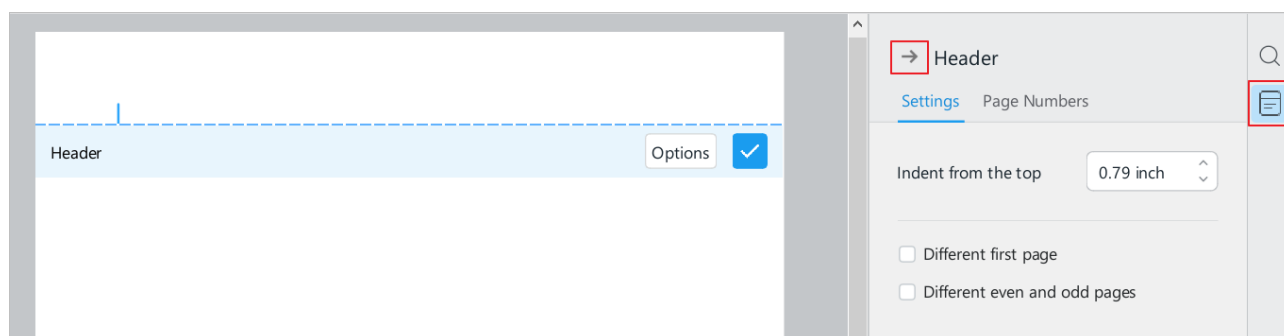 Header
Options
Header
Settings Page Numbers
Indent from the top 0.79 inch
Different first page
Different even and odd pages